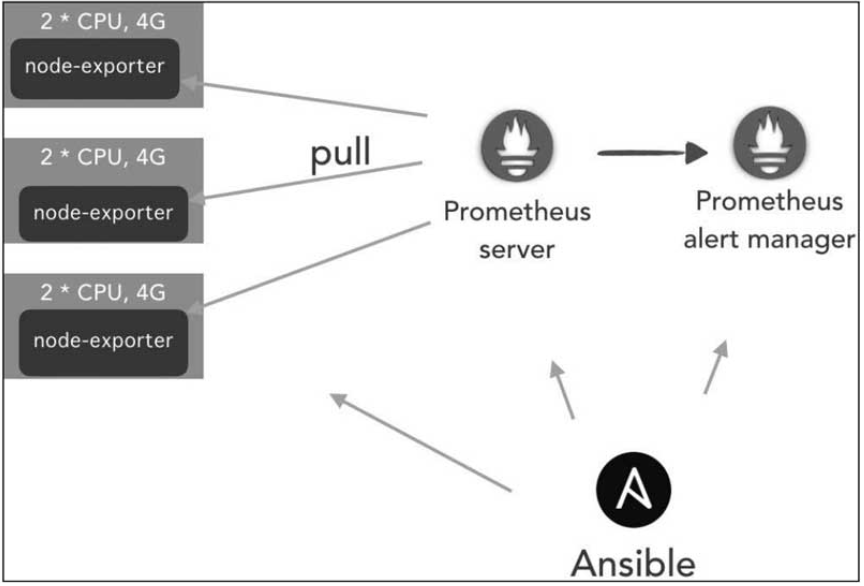 2 * CPU, 4G
node-exporter
2 * CPU, 4G
node-exporter
2 * CPU, 4G
node-exporter
pull
Prometheus
server
Prometheus
alert manager
Ansible